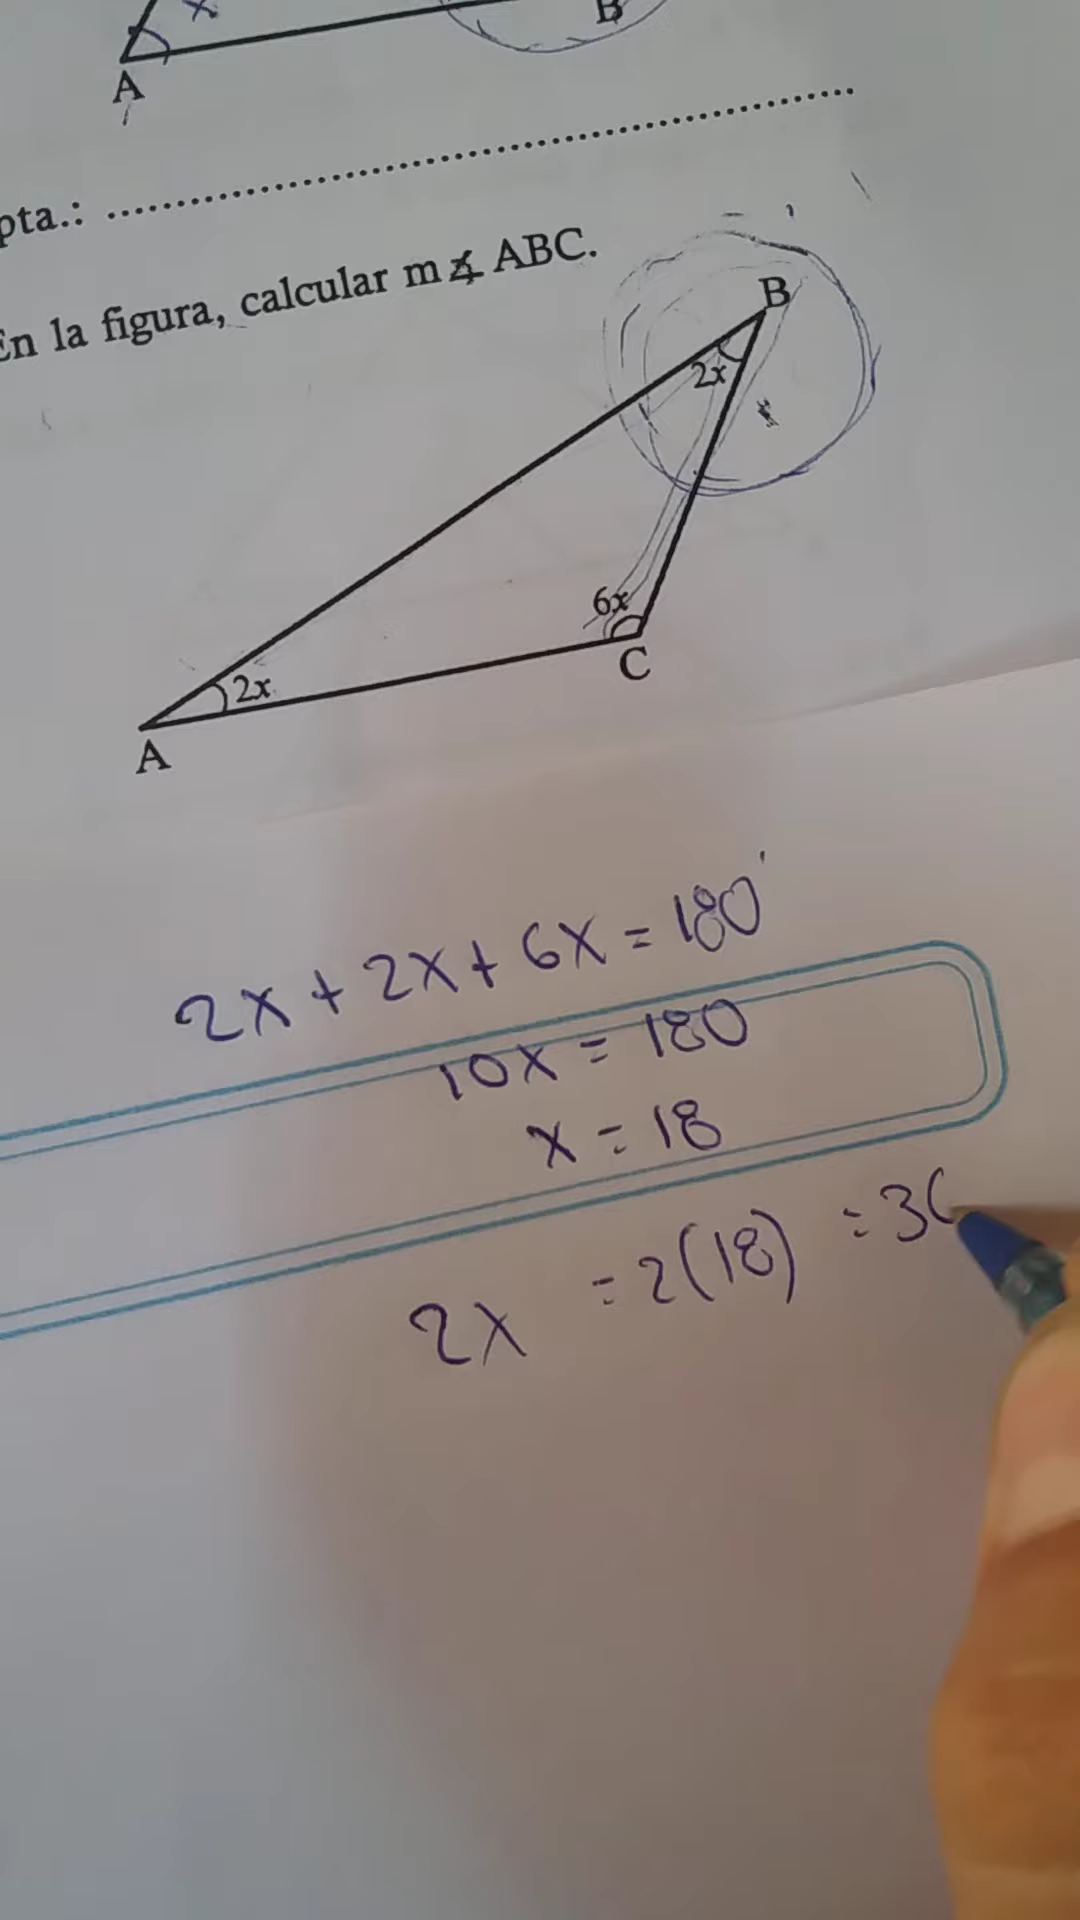 x
A
B
pta.: ........................................................
En la figura, calcular m∡ ABC.
B
2x
6x
C
2x
A
2x + 2x + 6x = 180
10x = 180
x = 18
2x = 2(18) = 3